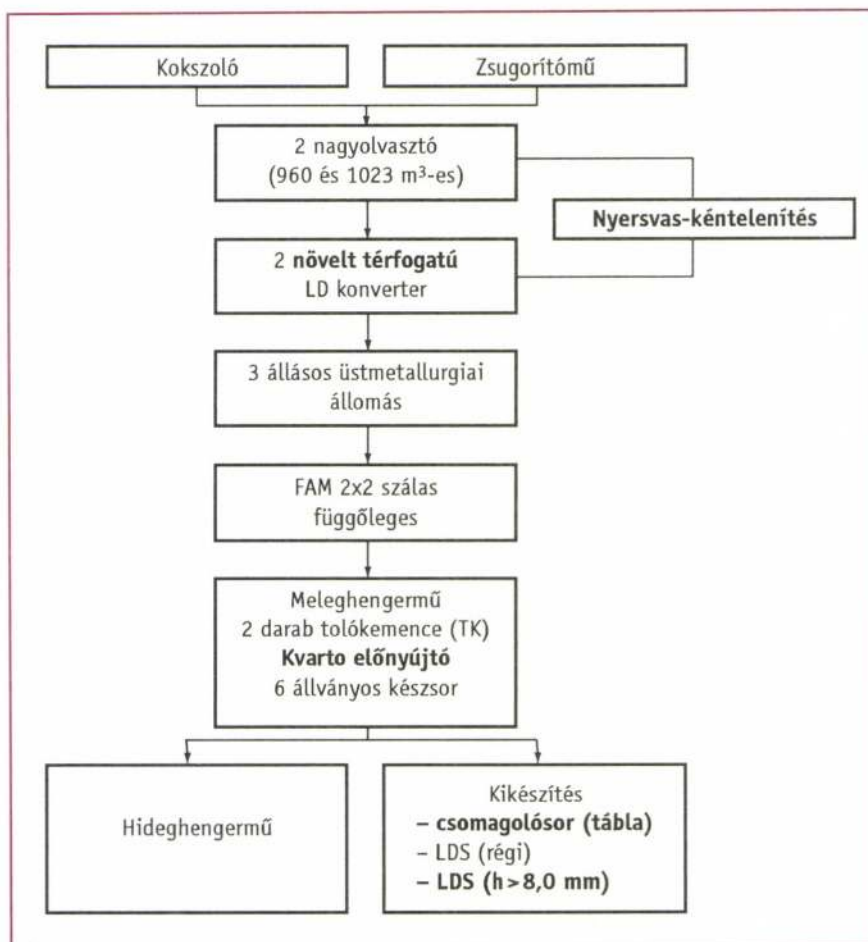 Kokszoló
Zsugorítómű
2 nagyolvasztó
(960 és 1023 m³-es)
Nyersvas-kéntelenítés
2 növelt térfogatú
LD konverter
3 állásos üstmetallurgiai
állomás
FAM 2x2 szálas
függőleges
Meleghengermű
2 darab tolókemence (TK)
Kvarto előnyújtó
6 állványos készsor
Hideghengermű
Kikészítés
– csomagolósor (tábla)
– LDS (régi)
– LDS (h > 8,0 mm)